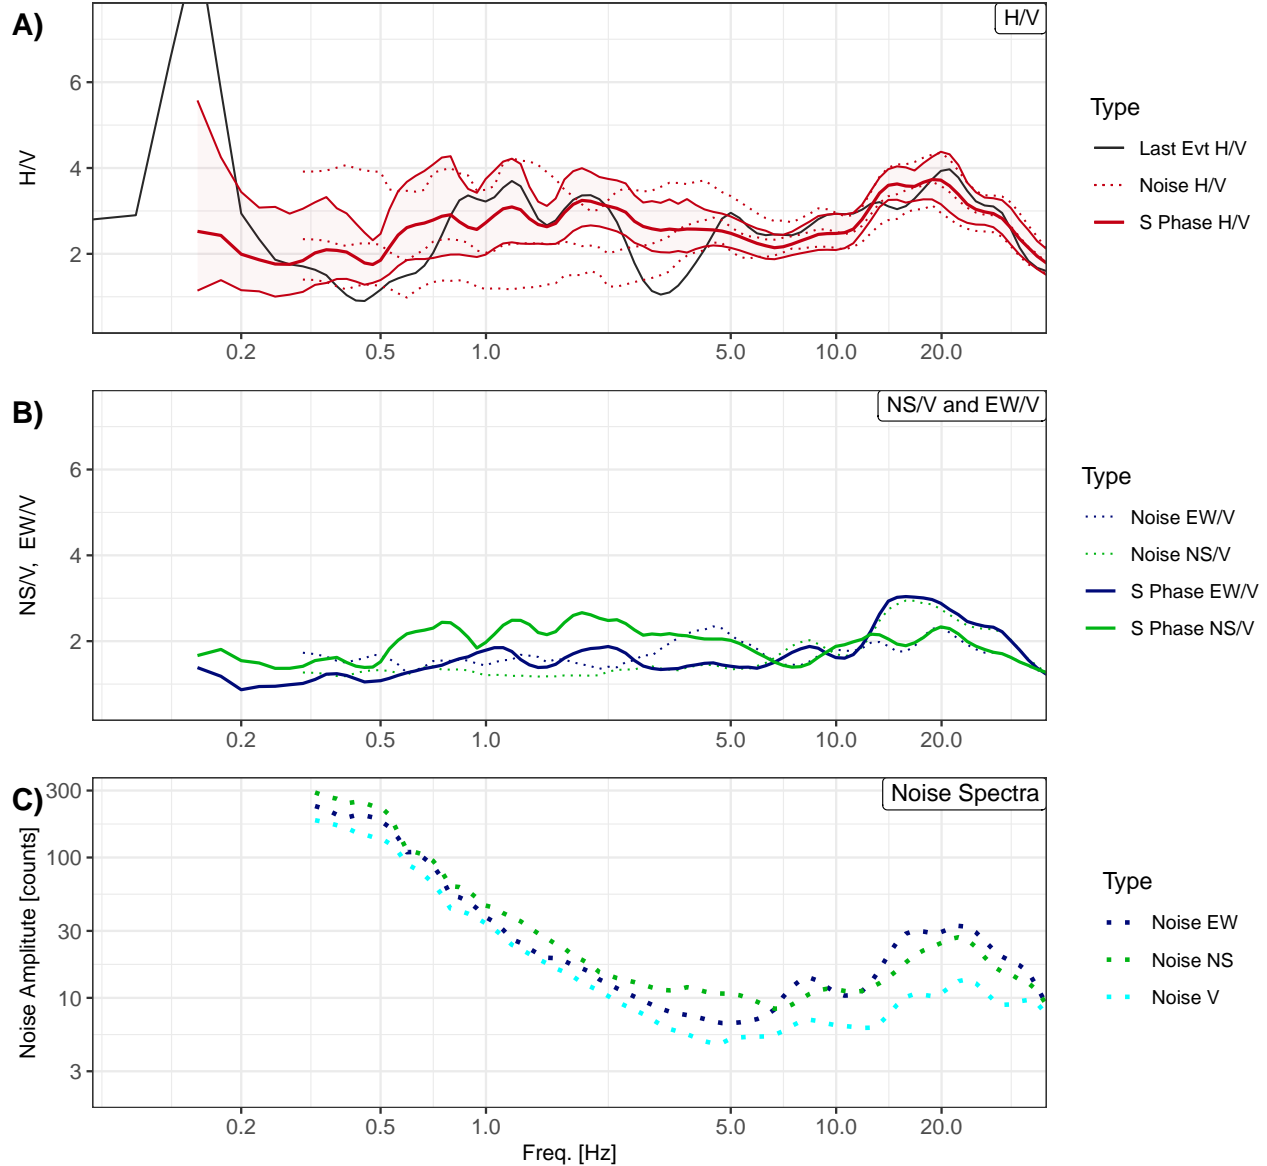 A)
H/V
6
4
2
H/V
0.2 0.5 1.0 5.0 10.0 20.0
Type
Last Evt H/V
Noise H/V
S Phase H/V
B)
NS/V and EW/V
6
4
2
NS/V, EW/V
0.2 0.5 1.0 5.0 10.0 20.0
Type
Noise EW/V
Noise NS/V
S Phase EW/V
S Phase NS/V
C)
Noise Spectra
300
100
30
10
3
Noise Amplitute [counts]
0.2 0.5 1.0 5.0 10.0 20.0
Freq. [Hz]
Type
Noise EW
Noise NS
Noise V